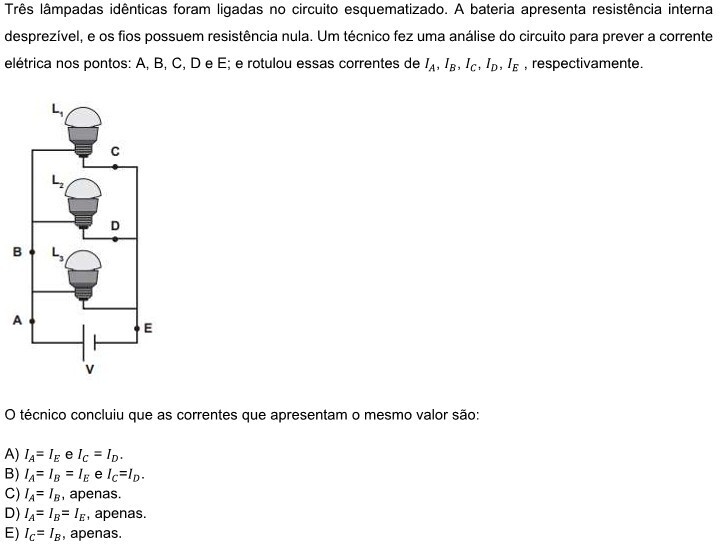 Três lâmpadas idênticas foram ligadas no circuito esquematizado. A bateria apresenta resistência interna
desprezível, e os fios possuem resistência nula. Um técnico fez uma análise do circuito para prever a corrente
elétrica nos pontos: A, B, C, D e E; e rotulou essas correntes de I_A, I_B, I_C, I_D, I_E , respectivamente.
L₁
C
L₂
D
B
L₃
A
E
V
O técnico concluiu que as correntes que apresentam o mesmo valor são:
A) I_A= I_E e I_C = I_D.
B) I_A= I_B = I_E e I_C=I_D.
C) I_A= I_B, apenas.
D) I_A= I_B= I_E, apenas.
E) I_C= I_B, apenas.